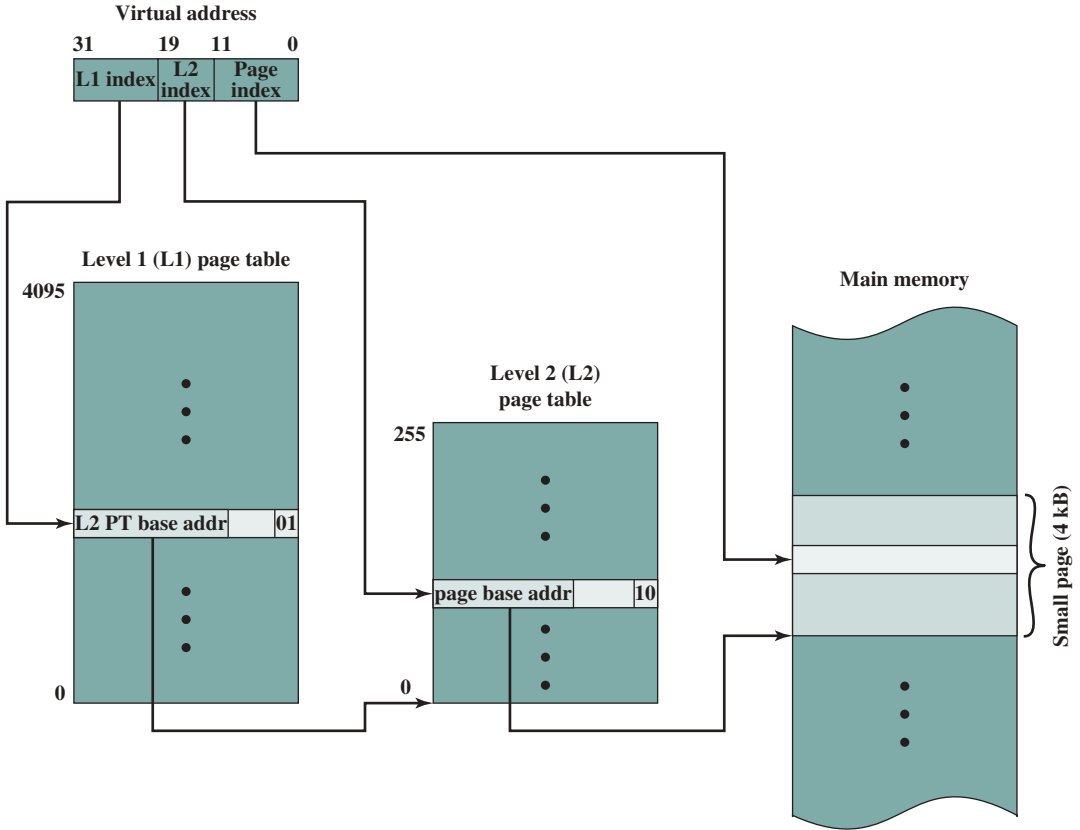 Virtual address
31 19 11 0
L1 index
L2
index
Page
index
Level 1 (L1) page table
4095
L2 PT base addr 01
0
Level 2 (L2)
page table
255
page base addr 10
0
Main memory
Small page (4 kB)